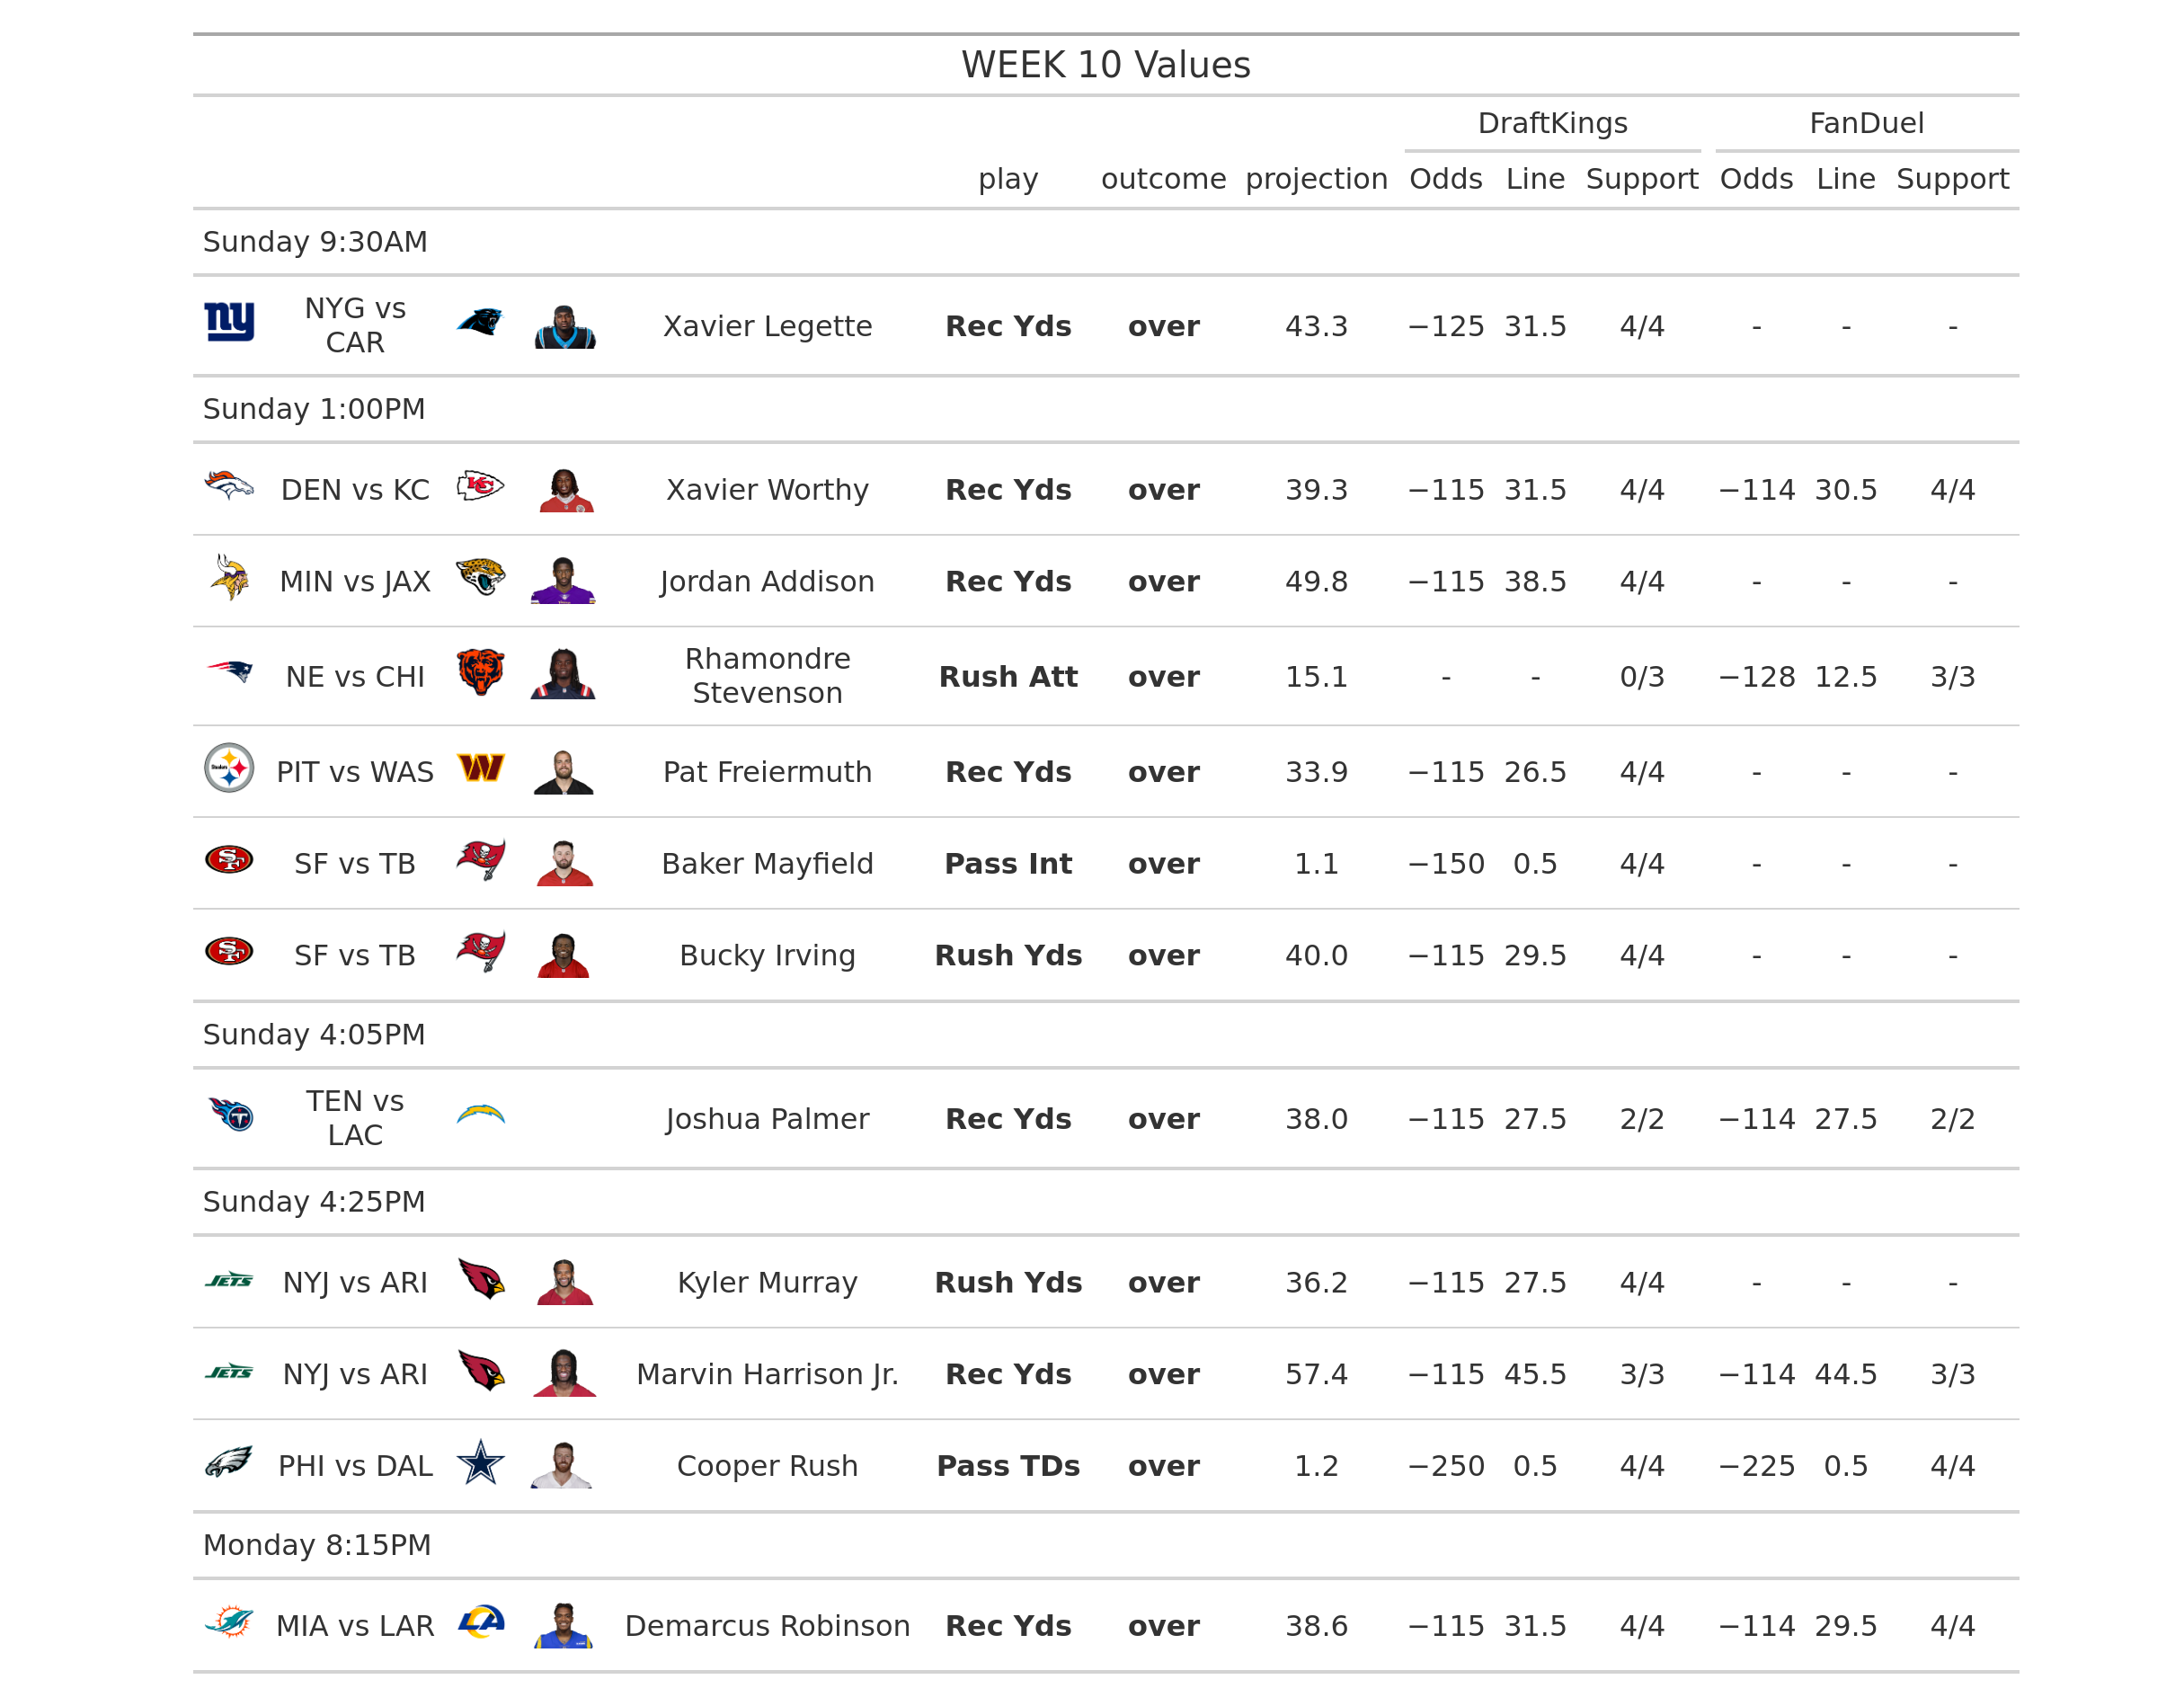 WEEK 10 Values
DraftKings FanDuel
play outcome projection Odds Line Support Odds Line Support
Sunday 9:30AM
NYG vs CAR Xavier Legette Rec Yds over 43.3 −125 31.5 4/4 - - -
Sunday 1:00PM
DEN vs KC Xavier Worthy Rec Yds over 39.3 −115 31.5 4/4 −114 30.5 4/4
MIN vs JAX Jordan Addison Rec Yds over 49.8 −115 38.5 4/4 - - -
NE vs CHI Rhamondre Stevenson Rush Att over 15.1 - - 0/3 −128 12.5 3/3
PIT vs WAS Pat Freiermuth Rec Yds over 33.9 −115 26.5 4/4 - - -
SF vs TB Baker Mayfield Pass Int over 1.1 −150 0.5 4/4 - - -
SF vs TB Bucky Irving Rush Yds over 40.0 −115 29.5 4/4 - - -
Sunday 4:05PM
TEN vs LAC Joshua Palmer Rec Yds over 38.0 −115 27.5 2/2 −114 27.5 2/2
Sunday 4:25PM
NYJ vs ARI Kyler Murray Rush Yds over 36.2 −115 27.5 4/4 - - -
NYJ vs ARI Marvin Harrison Jr. Rec Yds over 57.4 −115 45.5 3/3 −114 44.5 3/3
PHI vs DAL Cooper Rush Pass TDs over 1.2 −250 0.5 4/4 −225 0.5 4/4
Monday 8:15PM
MIA vs LAR Demarcus Robinson Rec Yds over 38.6 −115 31.5 4/4 −114 29.5 4/4